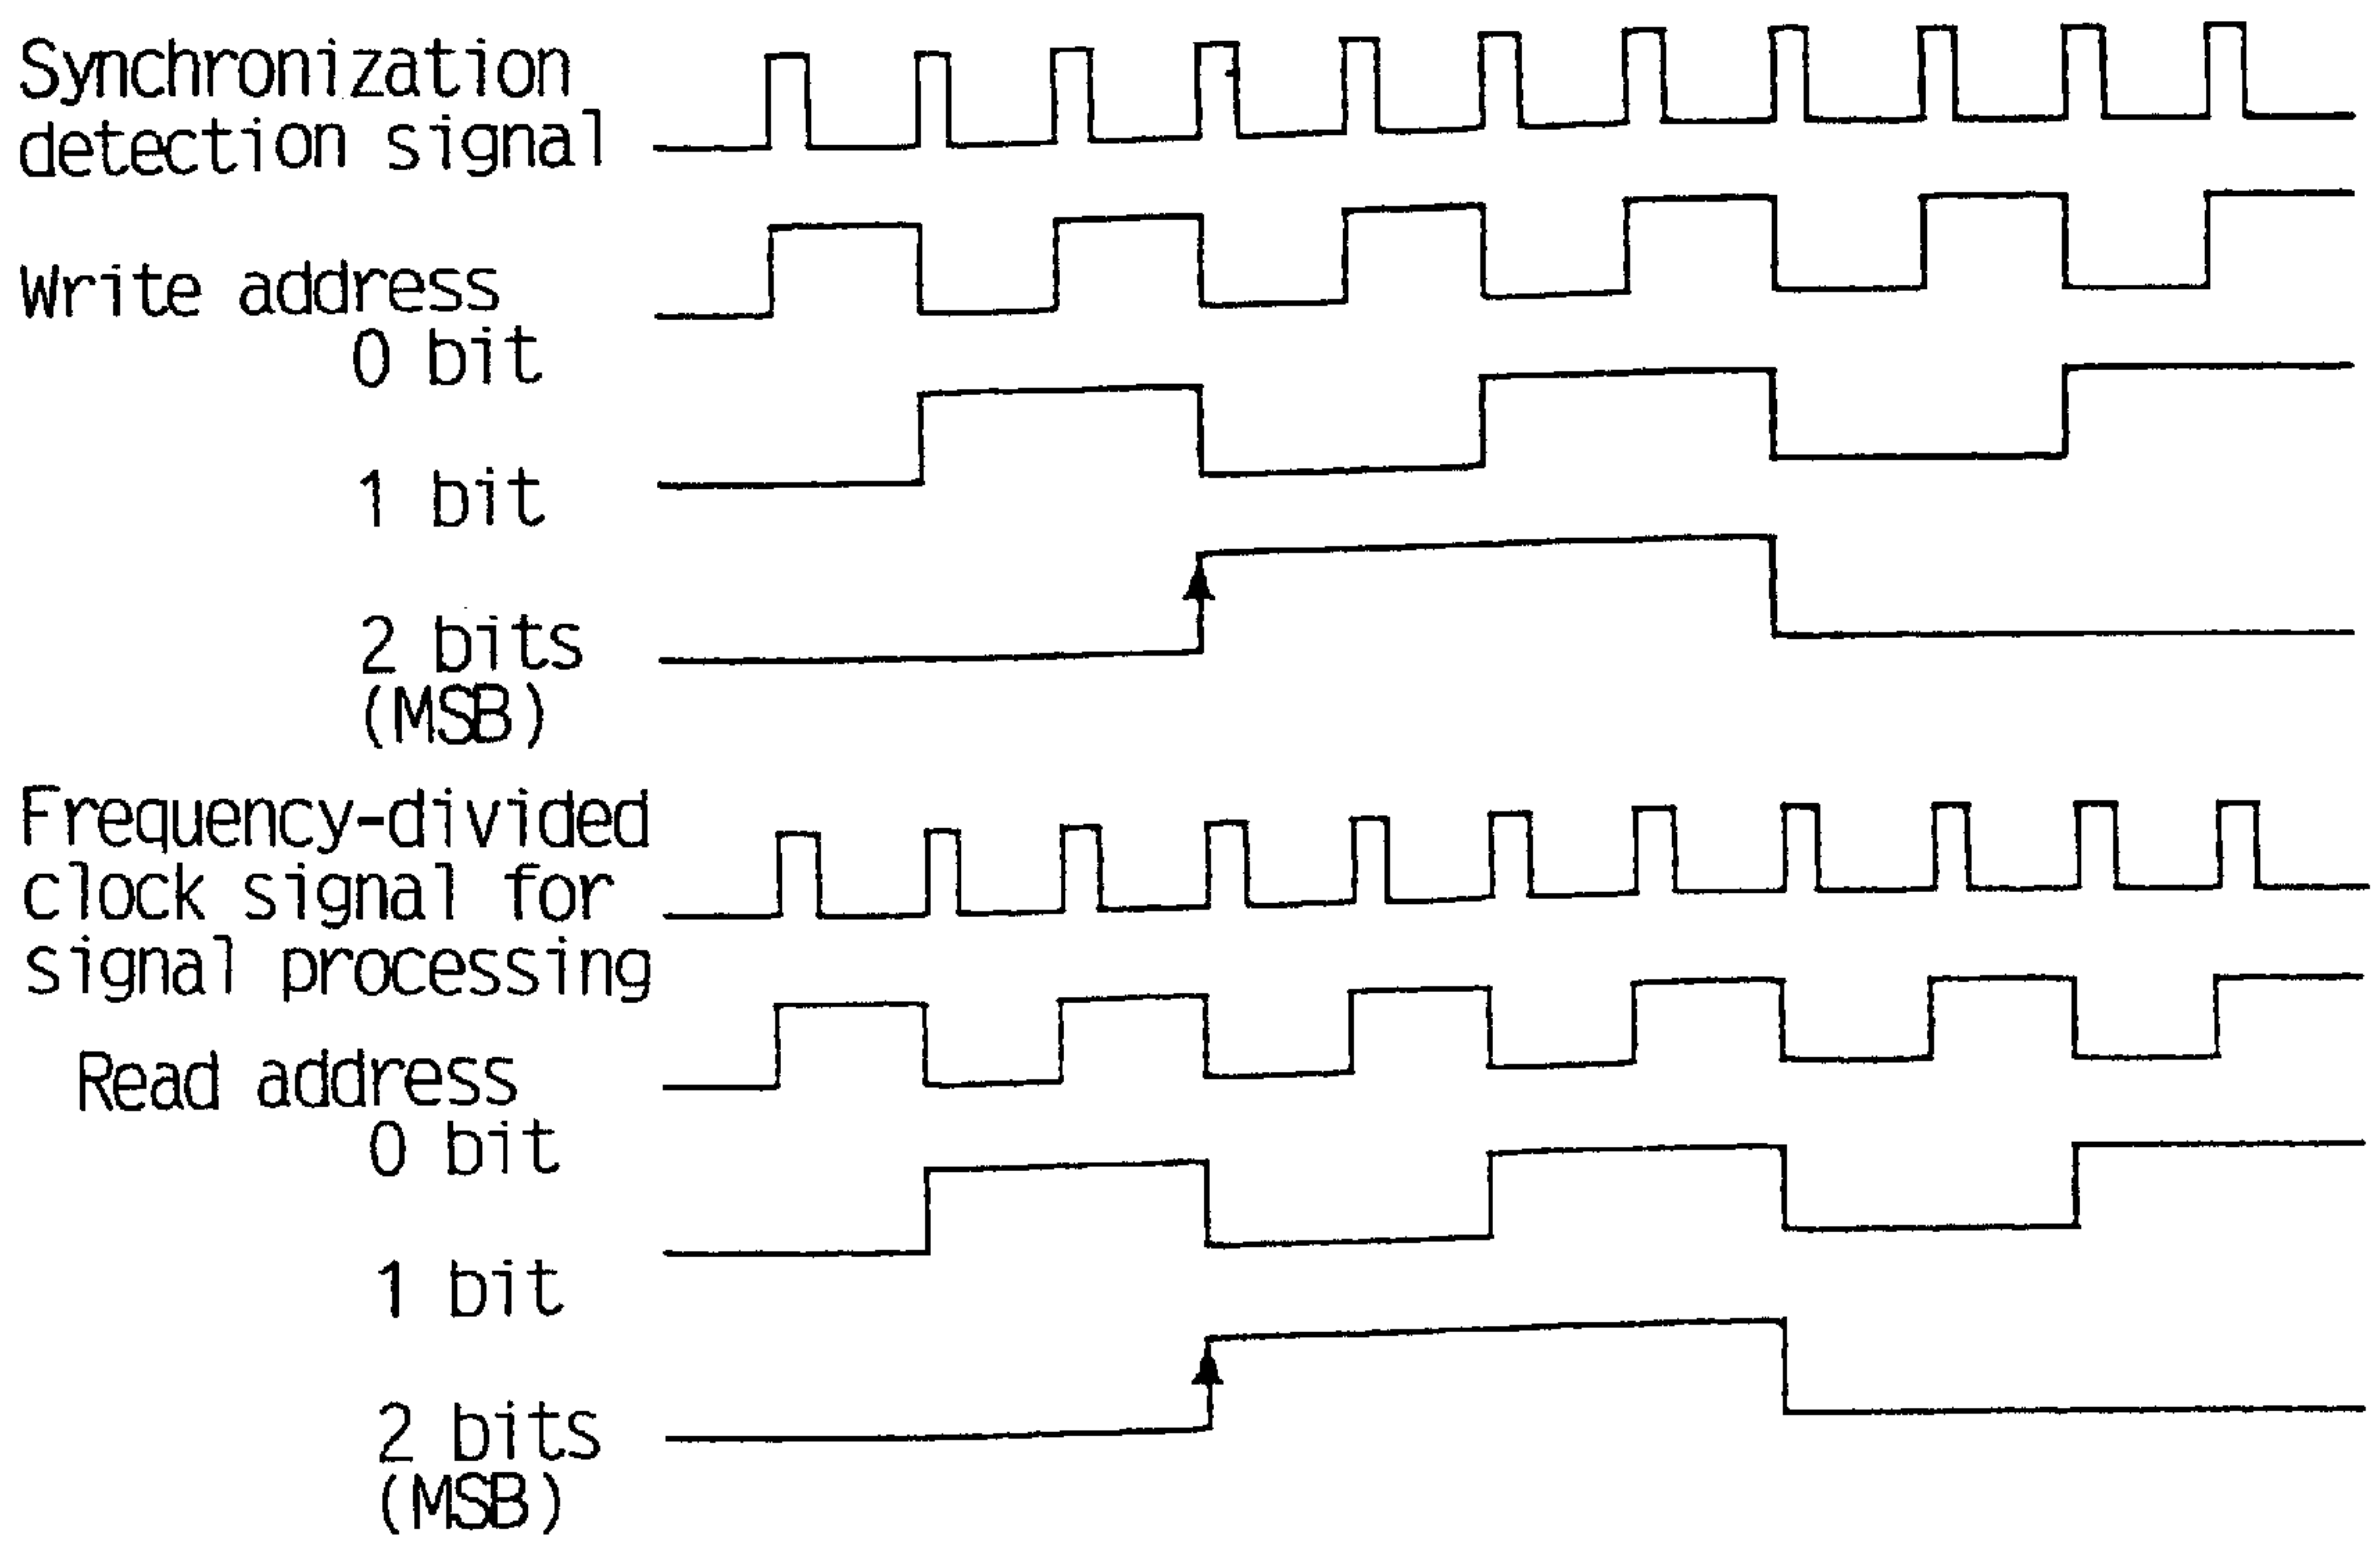 Synchronization
detection signal
Write address
0 bit
1 bit
2 bits
(MSB)
Frequency-divided
clock signal for
signal processing
Read address
0 bit
1 bit
2 bits
(MSB)